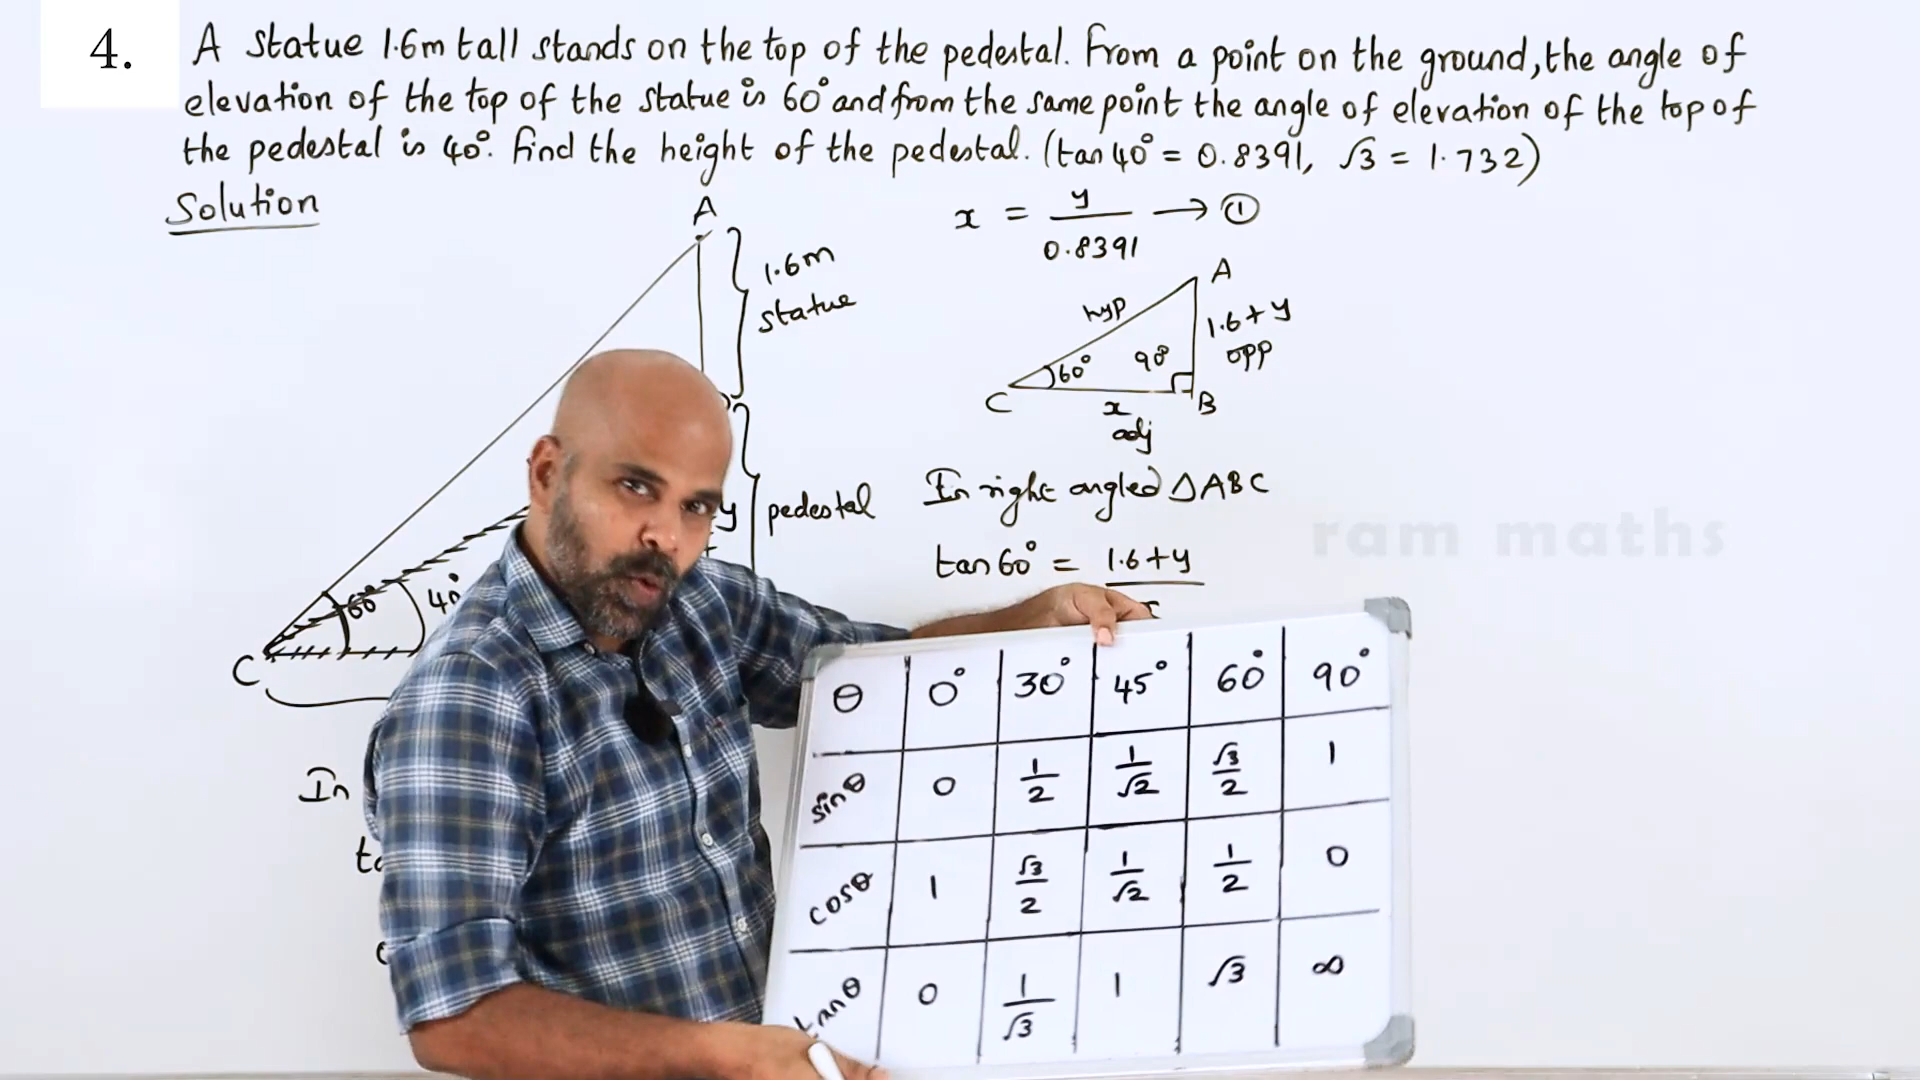 4.
A statue 1.6m tall stands on the top of the pedestal. From a point on the ground, the angle of
elevation of the top of the statue is 60° and from the same point the angle of elevation of the top of
the pedestal is 40°. Find the height of the pedestal. (tan 40° = 0.8391, √3 = 1.732)
Solution
A
1.6m
statue
y
pedestal
60°
40°
C
In
x = y/0.8391 → ①
A
hyp
1.6+y
opp
60°
90°
C
x
adj
B
In right angled △ABC
tan 60° = 1.6+y
ram maths
θ 0° 30° 45° 60° 90°
sinθ 0 1/2 1/√2 √3/2 1
cosθ 1 √3/2 1/√2 1/2 0
tanθ 0 1/√3 1 √3 ∞